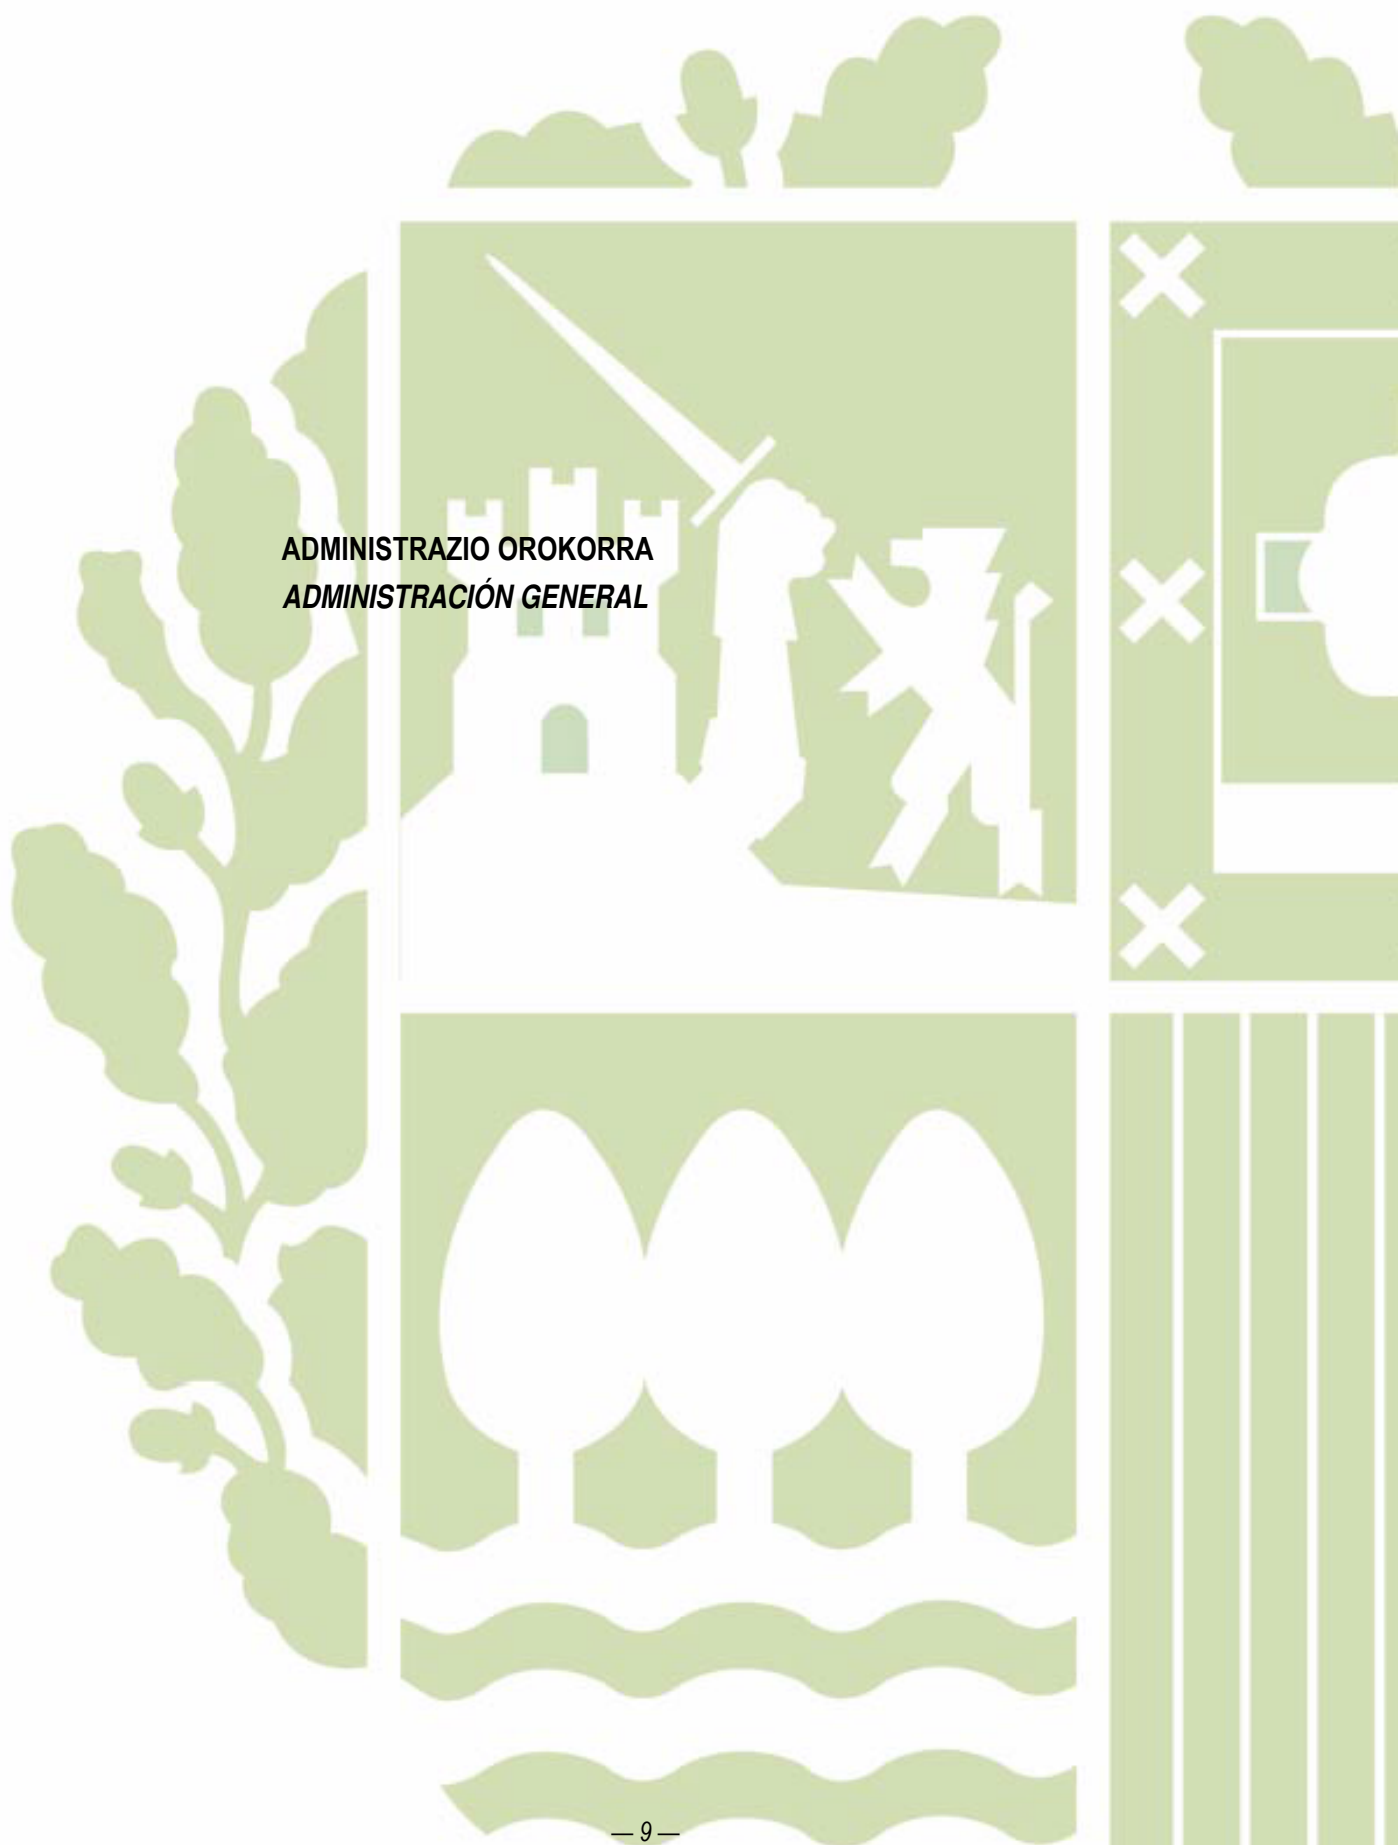 ADMINISTRAZIO OROKORRA
ADMINISTRACIÓN GENERAL
— 9 —